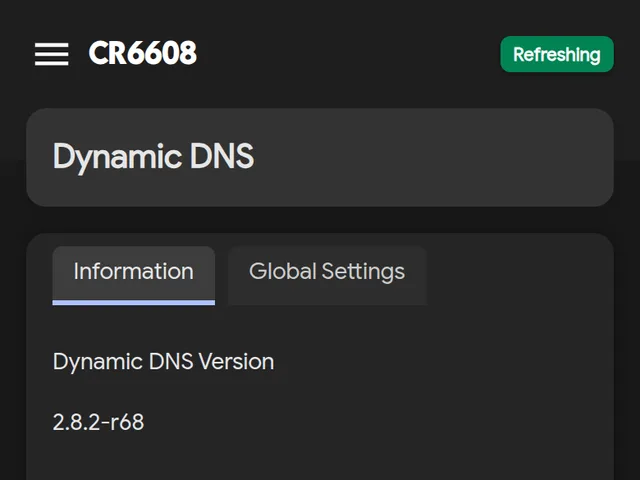 CR6608
Refreshing
Dynamic DNS
Information
Global Settings
Dynamic DNS Version
2.8.2-r68